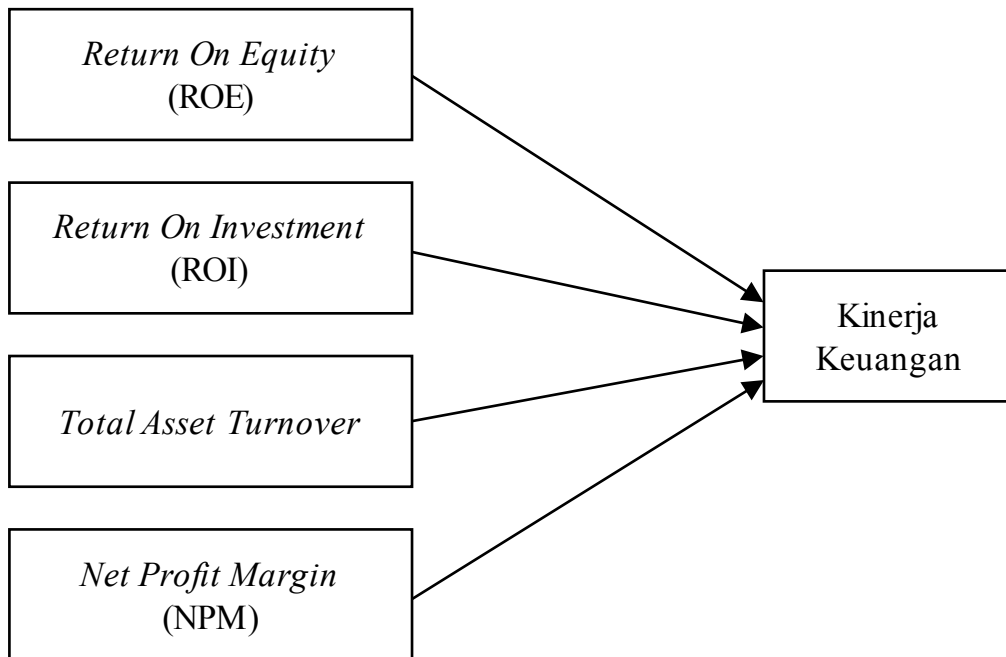 Return On Equity
(ROE)
Return On Investment
(ROI)
Total Asset Turnover
Net Profit Margin
(NPM)
Kinerja
Keuangan